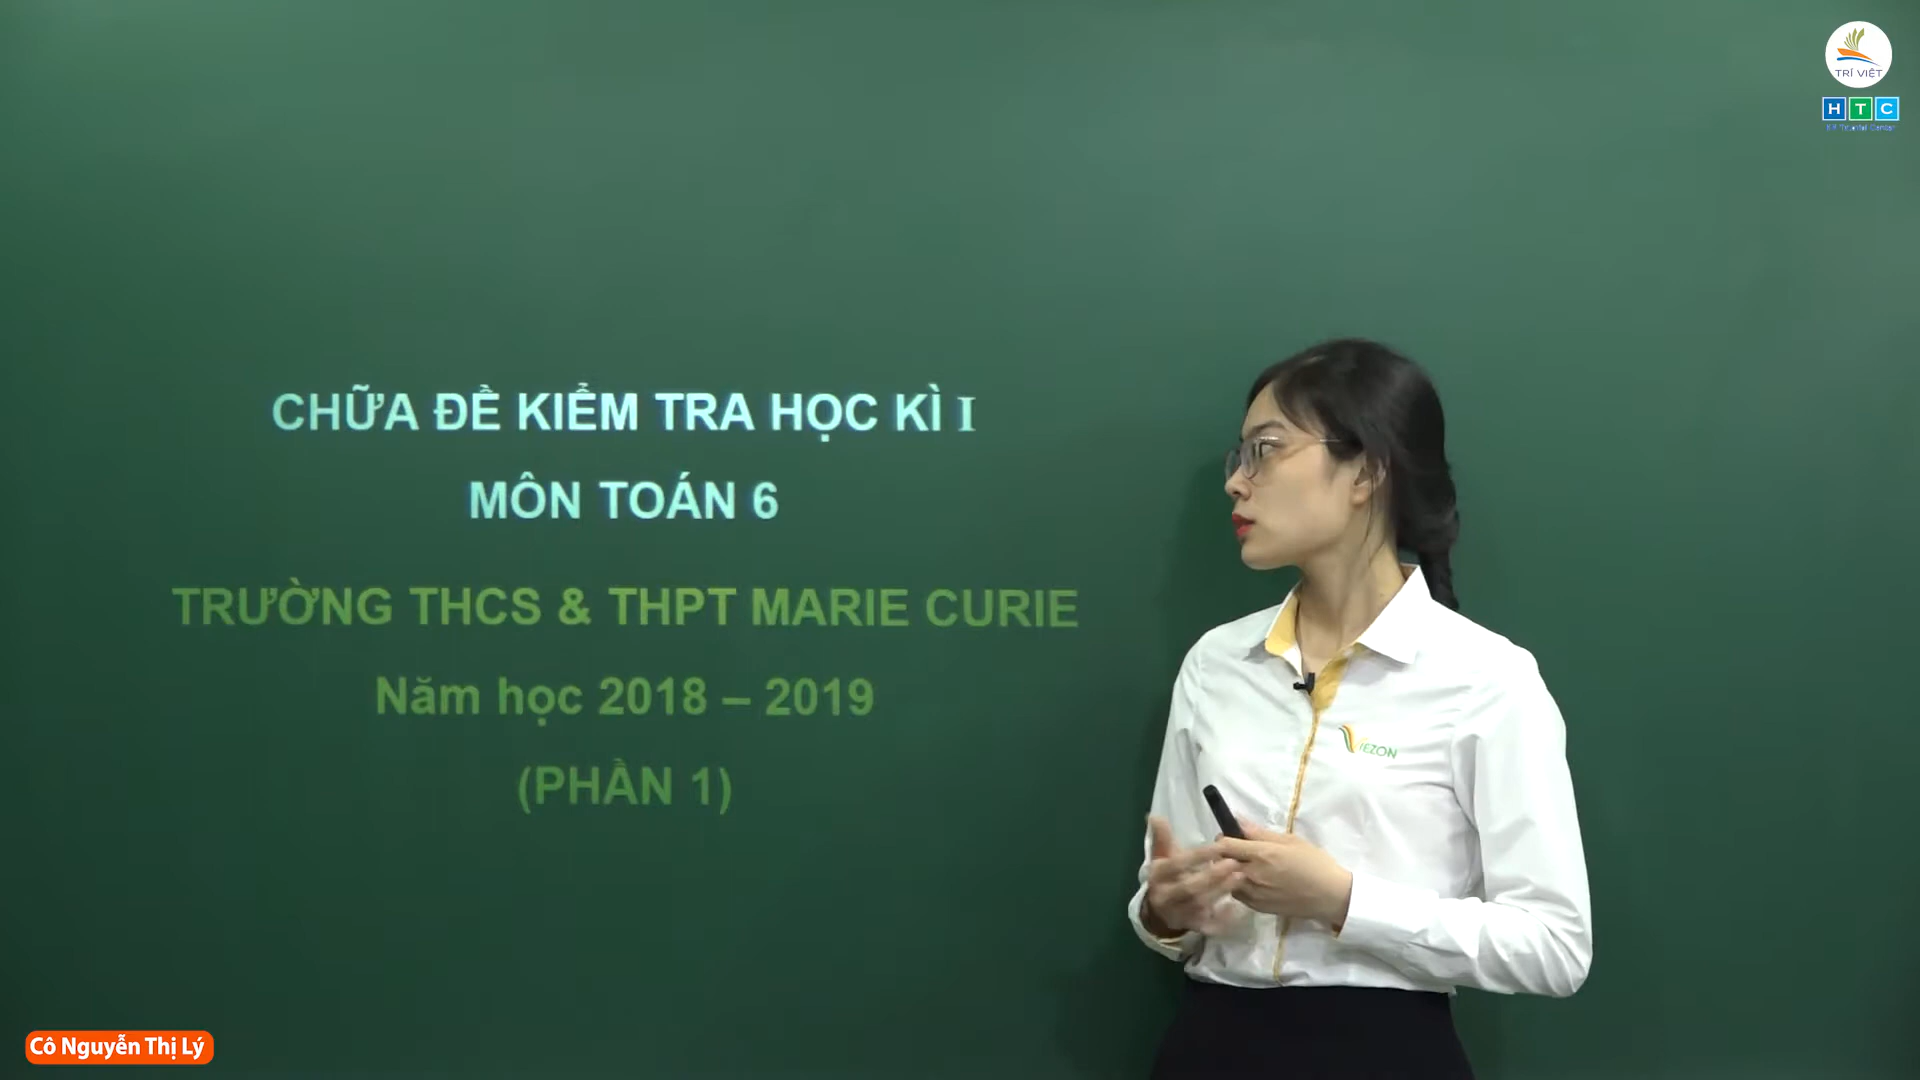 TRÍ VIỆT
HTC
CHỮA ĐỀ KIỂM TRA HỌC KÌ I
MÔN TOÁN 6
TRƯỜNG THCS & THPT MARIE CURIE
Năm học 2018 – 2019
(PHẦN 1)
IEZON
Cô Nguyễn Thị Lý